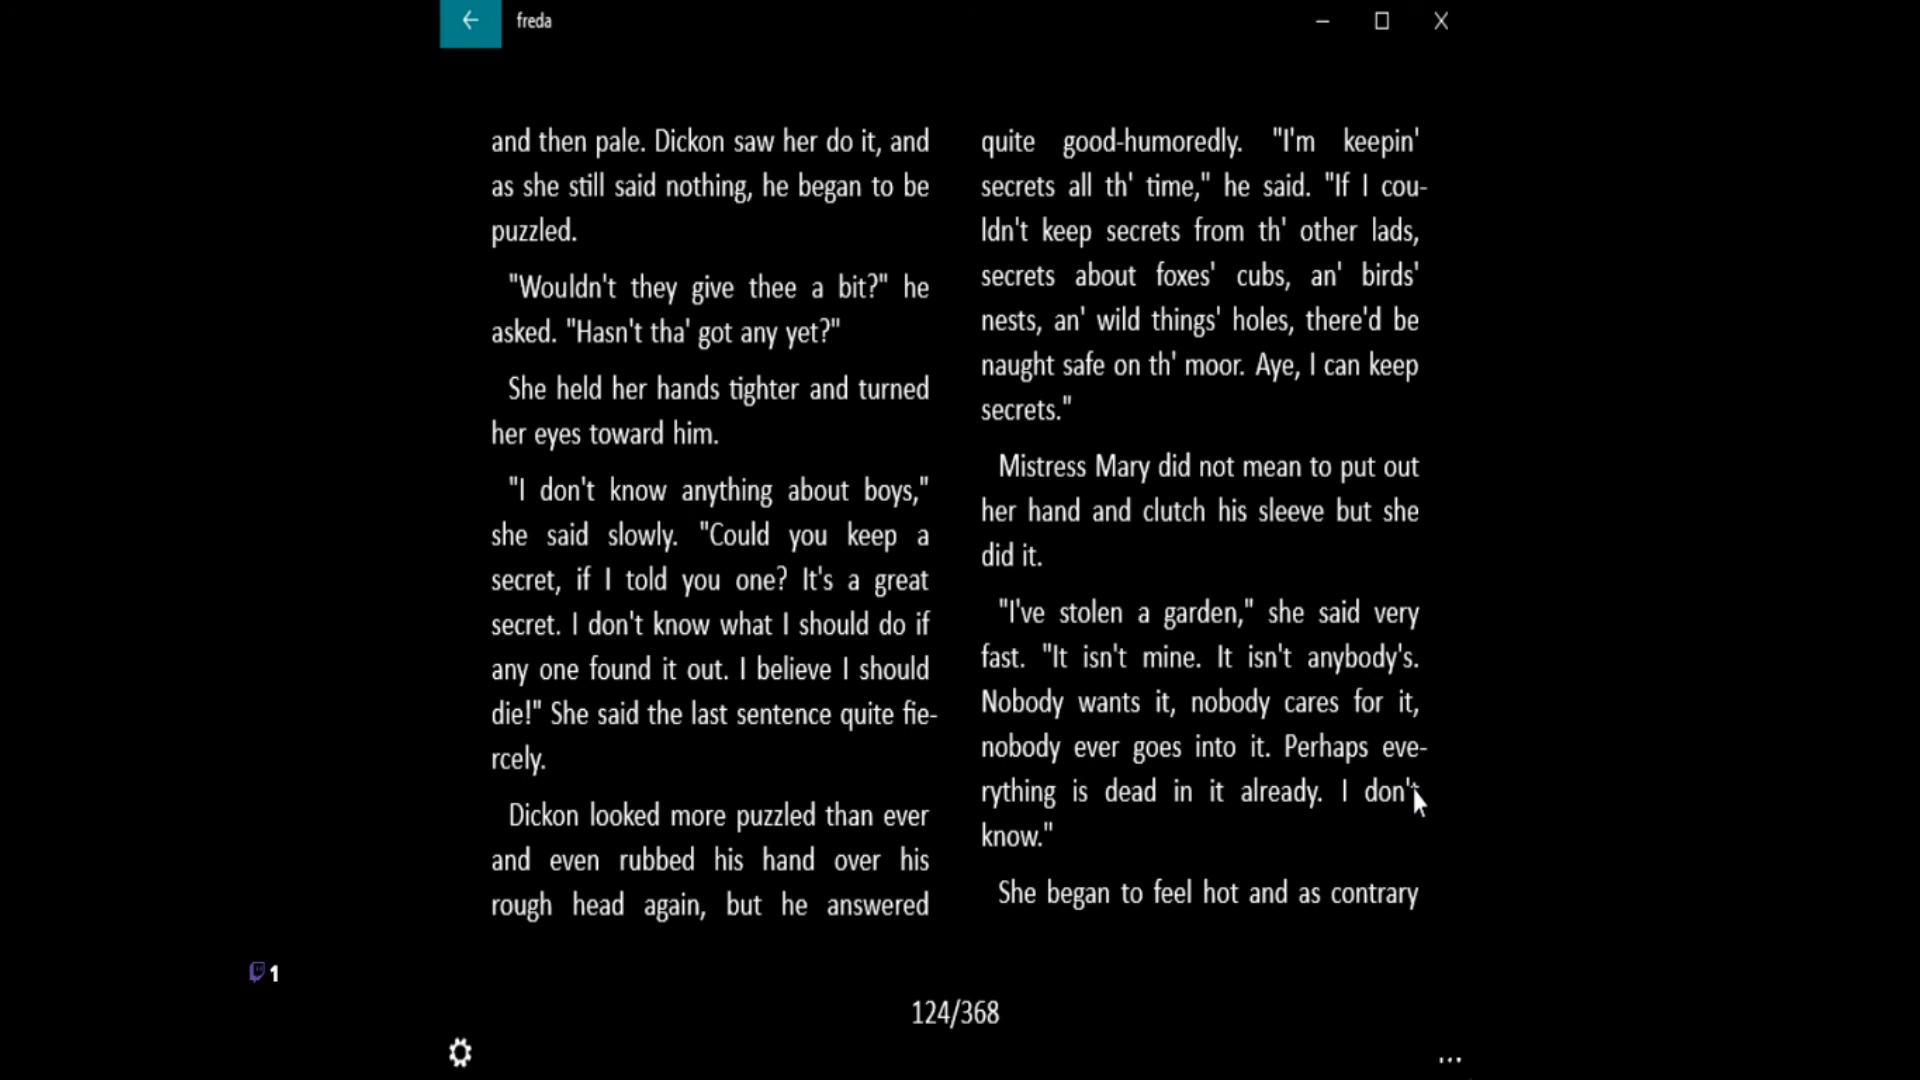 freda
and then pale. Dickon saw her do it, and
as she still said nothing, he began to be
puzzled.
"Wouldn't they give thee a bit?" he
asked. "Hasn't tha' got any yet?"
She held her hands tighter and turned
her eyes toward him.
"I don't know anything about boys,"
she said slowly. "Could you keep a
secret, if I told you one? It's a great
secret. I don't know what I should do if
any one found it out. I believe I should
die!" She said the last sentence quite fie-
rcely.
Dickon looked more puzzled than ever
and even rubbed his hand over his
rough head again, but he answered
quite good-humoredly. "I'm keepin'
secrets all th' time," he said. "If I cou-
ldn't keep secrets from th' other lads,
secrets about foxes' cubs, an' birds'
nests, an' wild things' holes, there'd be
naught safe on th' moor. Aye, I can keep
secrets."
Mistress Mary did not mean to put out
her hand and clutch his sleeve but she
did it.
"I've stolen a garden," she said very
fast. "It isn't mine. It isn't anybody's.
Nobody wants it, nobody cares for it,
nobody ever goes into it. Perhaps eve-
rything is dead in it already. I don't
know."
She began to feel hot and as contrary
1
124/368
...